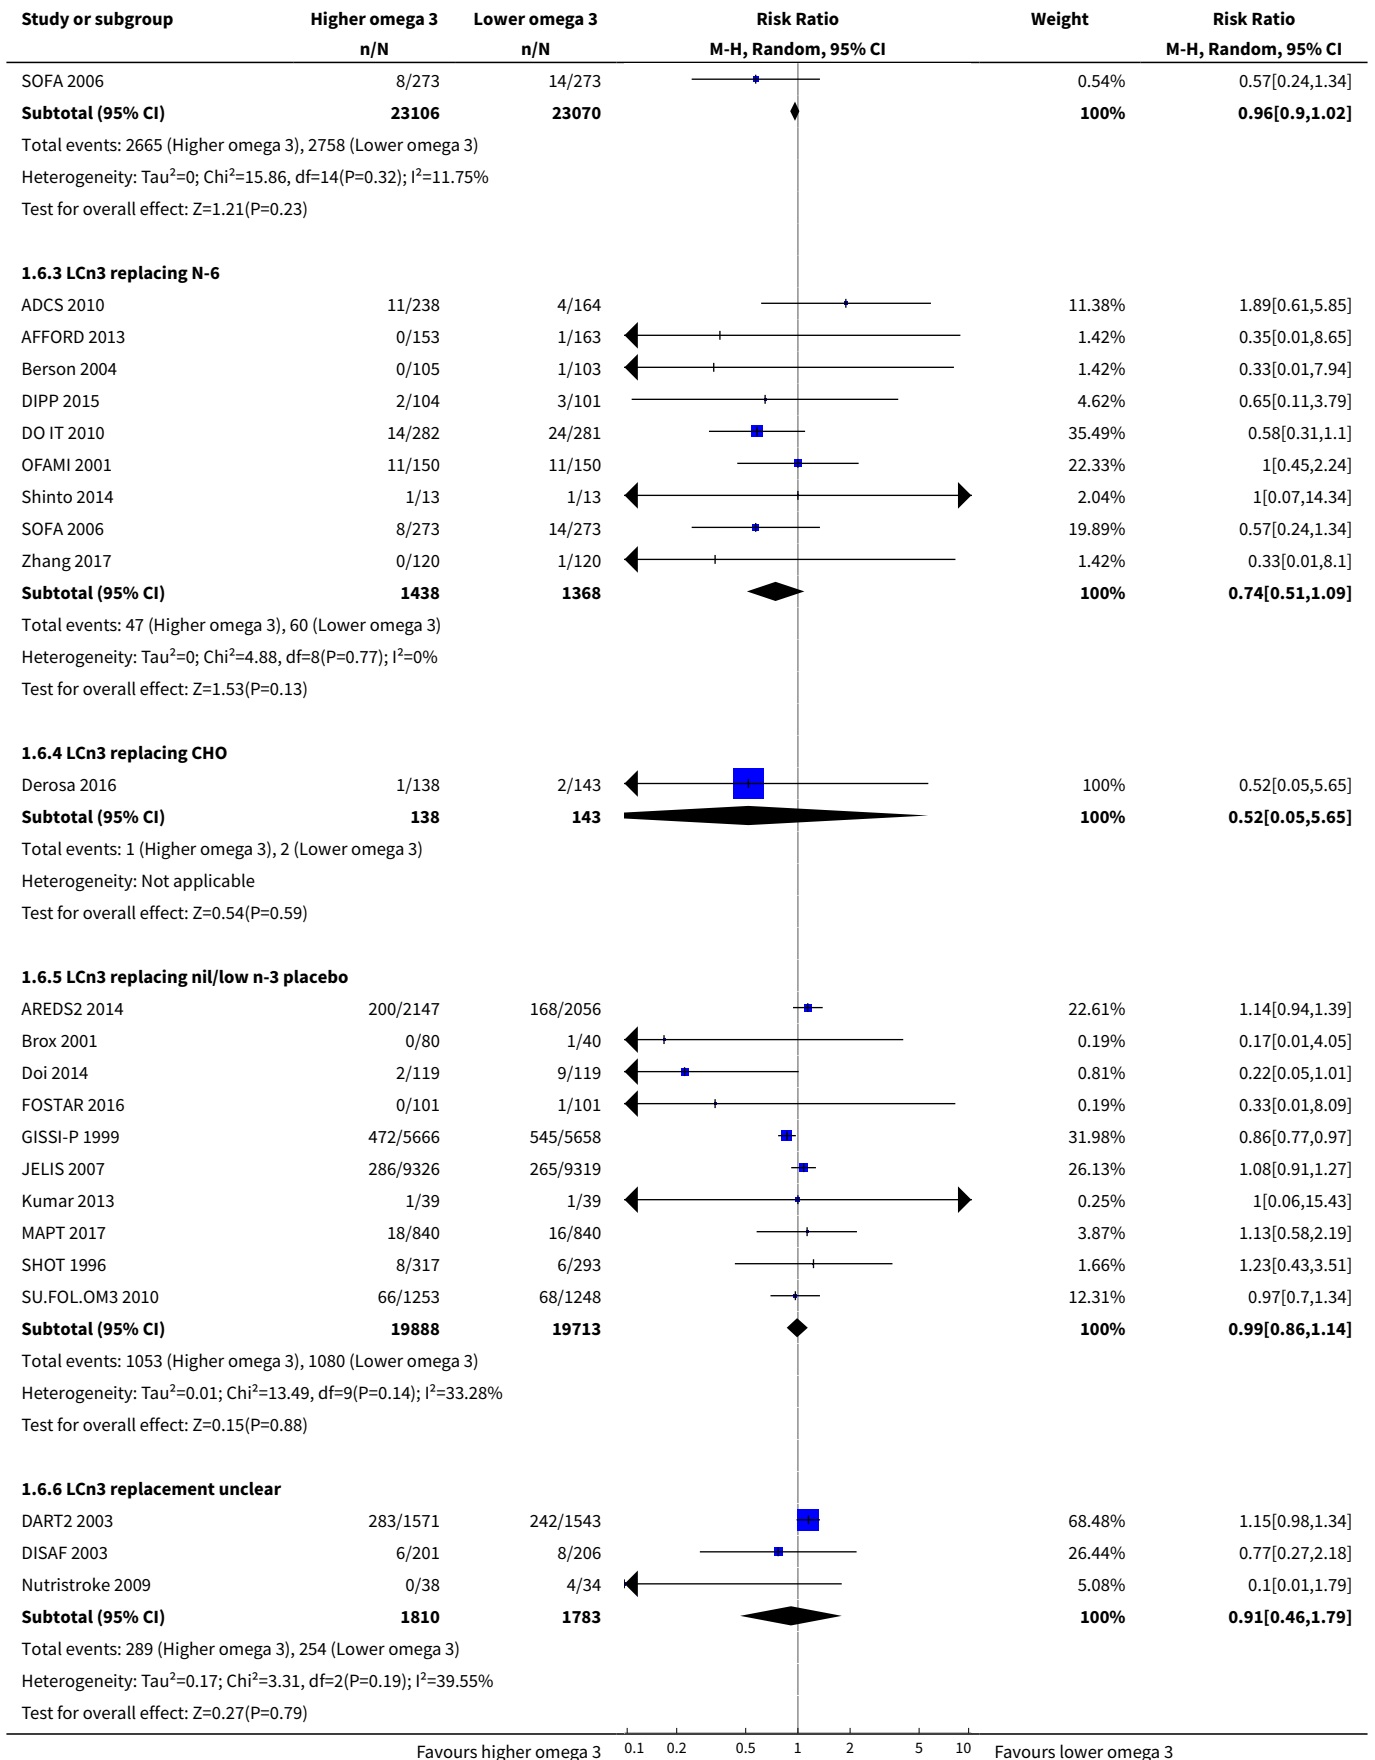 Study or subgroup Higher omega 3 Lower omega 3 Risk Ratio Weight Risk Ratio
n/N n/N M-H, Random, 95% CI M-H, Random, 95% CI
SOFA 2006 8/273 14/273 0.54% 0.57[0.24,1.34]
Subtotal (95% CI) 23106 23070 100% 0.96[0.9,1.02]
Total events: 2665 (Higher omega 3), 2758 (Lower omega 3)
Heterogeneity: Tau²=0; Chi²=15.86, df=14(P=0.32); I²=11.75%
Test for overall effect: Z=1.21(P=0.23)
1.6.3 LCn3 replacing N-6
ADCS 2010 11/238 4/164 11.38% 1.89[0.61,5.85]
AFFORD 2013 0/153 1/163 1.42% 0.35[0.01,8.65]
Berson 2004 0/105 1/103 1.42% 0.33[0.01,7.94]
DIPP 2015 2/104 3/101 4.62% 0.65[0.11,3.79]
DO IT 2010 14/282 24/281 35.49% 0.58[0.31,1.1]
OFAMI 2001 11/150 11/150 22.33% 1[0.45,2.24]
Shinto 2014 1/13 1/13 2.04% 1[0.07,14.34]
SOFA 2006 8/273 14/273 19.89% 0.57[0.24,1.34]
Zhang 2017 0/120 1/120 1.42% 0.33[0.01,8.1]
Subtotal (95% CI) 1438 1368 100% 0.74[0.51,1.09]
Total events: 47 (Higher omega 3), 60 (Lower omega 3)
Heterogeneity: Tau²=0; Chi²=4.88, df=8(P=0.77); I²=0%
Test for overall effect: Z=1.53(P=0.13)
1.6.4 LCn3 replacing CHO
Derosa 2016 1/138 2/143 100% 0.52[0.05,5.65]
Subtotal (95% CI) 138 143 100% 0.52[0.05,5.65]
Total events: 1 (Higher omega 3), 2 (Lower omega 3)
Heterogeneity: Not applicable
Test for overall effect: Z=0.54(P=0.59)
1.6.5 LCn3 replacing nil/low n-3 placebo
AREDS2 2014 200/2147 168/2056 22.61% 1.14[0.94,1.39]
Brox 2001 0/80 1/40 0.19% 0.17[0.01,4.05]
Doi 2014 2/119 9/119 0.81% 0.22[0.05,1.01]
FOSTAR 2016 0/101 1/101 0.19% 0.33[0.01,8.09]
GISSI-P 1999 472/5666 545/5658 31.98% 0.86[0.77,0.97]
JELIS 2007 286/9326 265/9319 26.13% 1.08[0.91,1.27]
Kumar 2013 1/39 1/39 0.25% 1[0.06,15.43]
MAPT 2017 18/840 16/840 3.87% 1.13[0.58,2.19]
SHOT 1996 8/317 6/293 1.66% 1.23[0.43,3.51]
SU.FOL.OM3 2010 66/1253 68/1248 12.31% 0.97[0.7,1.34]
Subtotal (95% CI) 19888 19713 100% 0.99[0.86,1.14]
Total events: 1053 (Higher omega 3), 1080 (Lower omega 3)
Heterogeneity: Tau²=0.01; Chi²=13.49, df=9(P=0.14); I²=33.28%
Test for overall effect: Z=0.15(P=0.88)
1.6.6 LCn3 replacement unclear
DART2 2003 283/1571 242/1543 68.48% 1.15[0.98,1.34]
DISAF 2003 6/201 8/206 26.44% 0.77[0.27,2.18]
Nutristroke 2009 0/38 4/34 5.08% 0.1[0.01,1.79]
Subtotal (95% CI) 1810 1783 100% 0.91[0.46,1.79]
Total events: 289 (Higher omega 3), 254 (Lower omega 3)
Heterogeneity: Tau²=0.17; Chi²=3.31, df=2(P=0.19); I²=39.55%
Test for overall effect: Z=0.27(P=0.79)
Favours higher omega 3 0.1 0.2 0.5 1 2 5 10 Favours lower omega 3